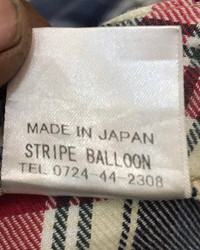 MADE IN JAPAN
STRIPE BALLOON
TEL 0724-44-2308